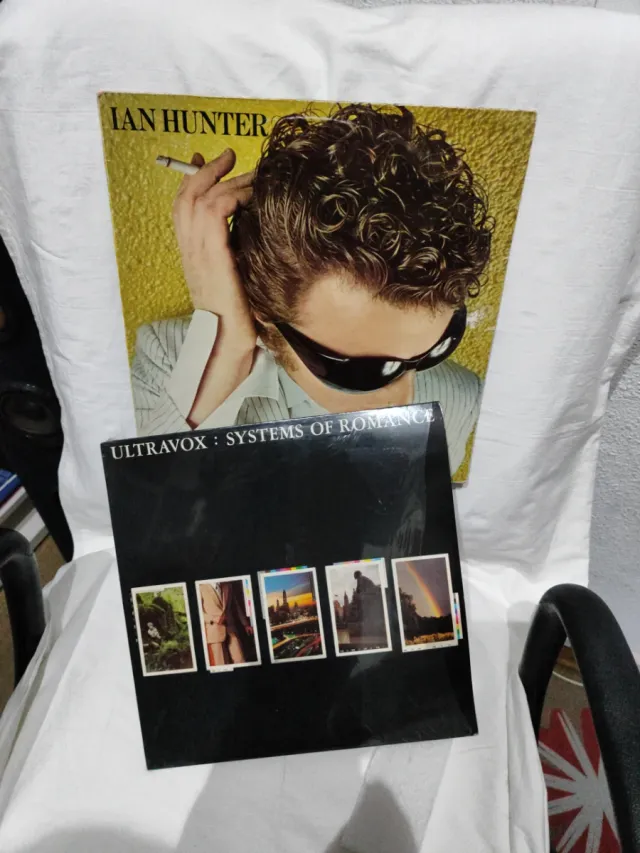 IAN HUNTER
ULTRAVOX : SYSTEMS OF ROMANCE